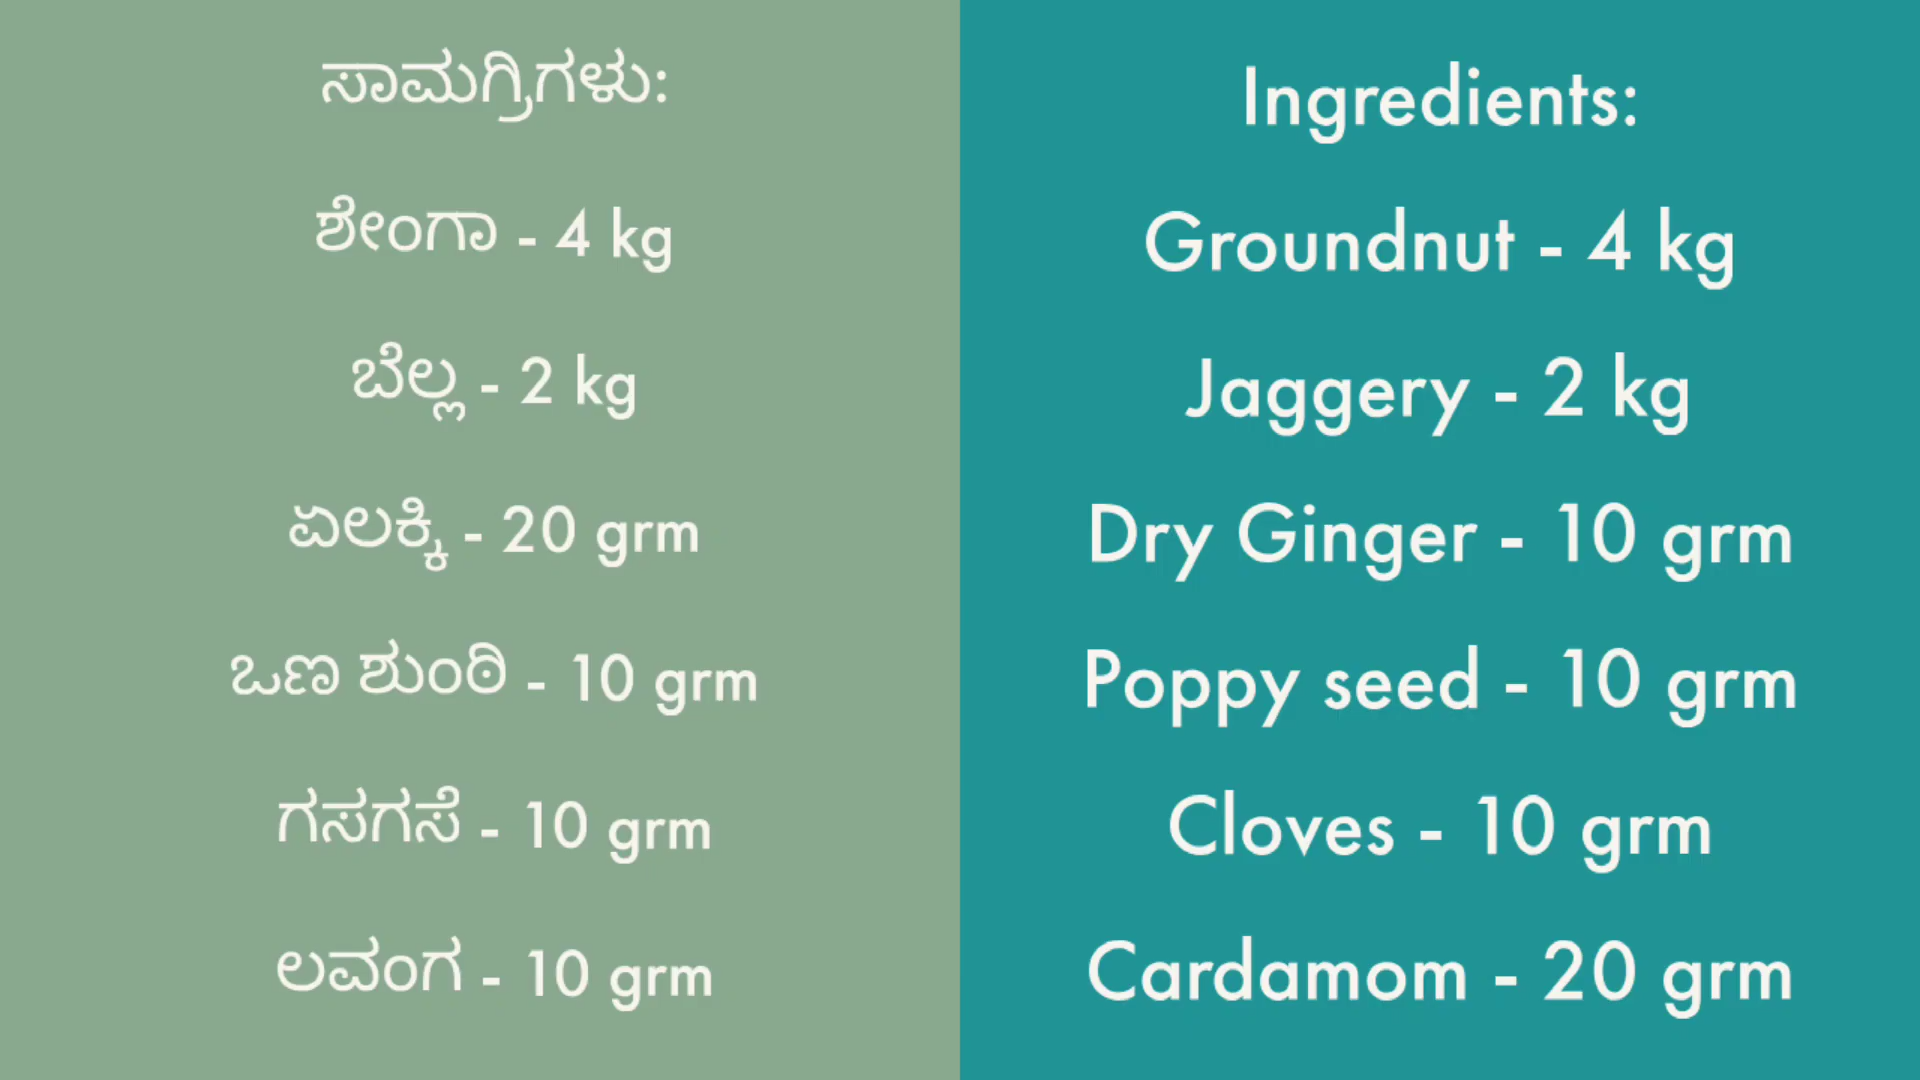 ಸಾಮಗ್ರಿಗಳು:
ಶೇಂಗಾ - 4 kg
ಬೆಲ್ಲ - 2 kg
ಏಲಕ್ಕಿ - 20 grm
ಒಣ ಶುಂಠಿ - 10 grm
ಗಸಗಸೆ - 10 grm
ಲವಂಗ - 10 grm
Ingredients:
Groundnut - 4 kg
Jaggery - 2 kg
Dry Ginger - 10 grm
Poppy seed - 10 grm
Cloves - 10 grm
Cardamom - 20 grm